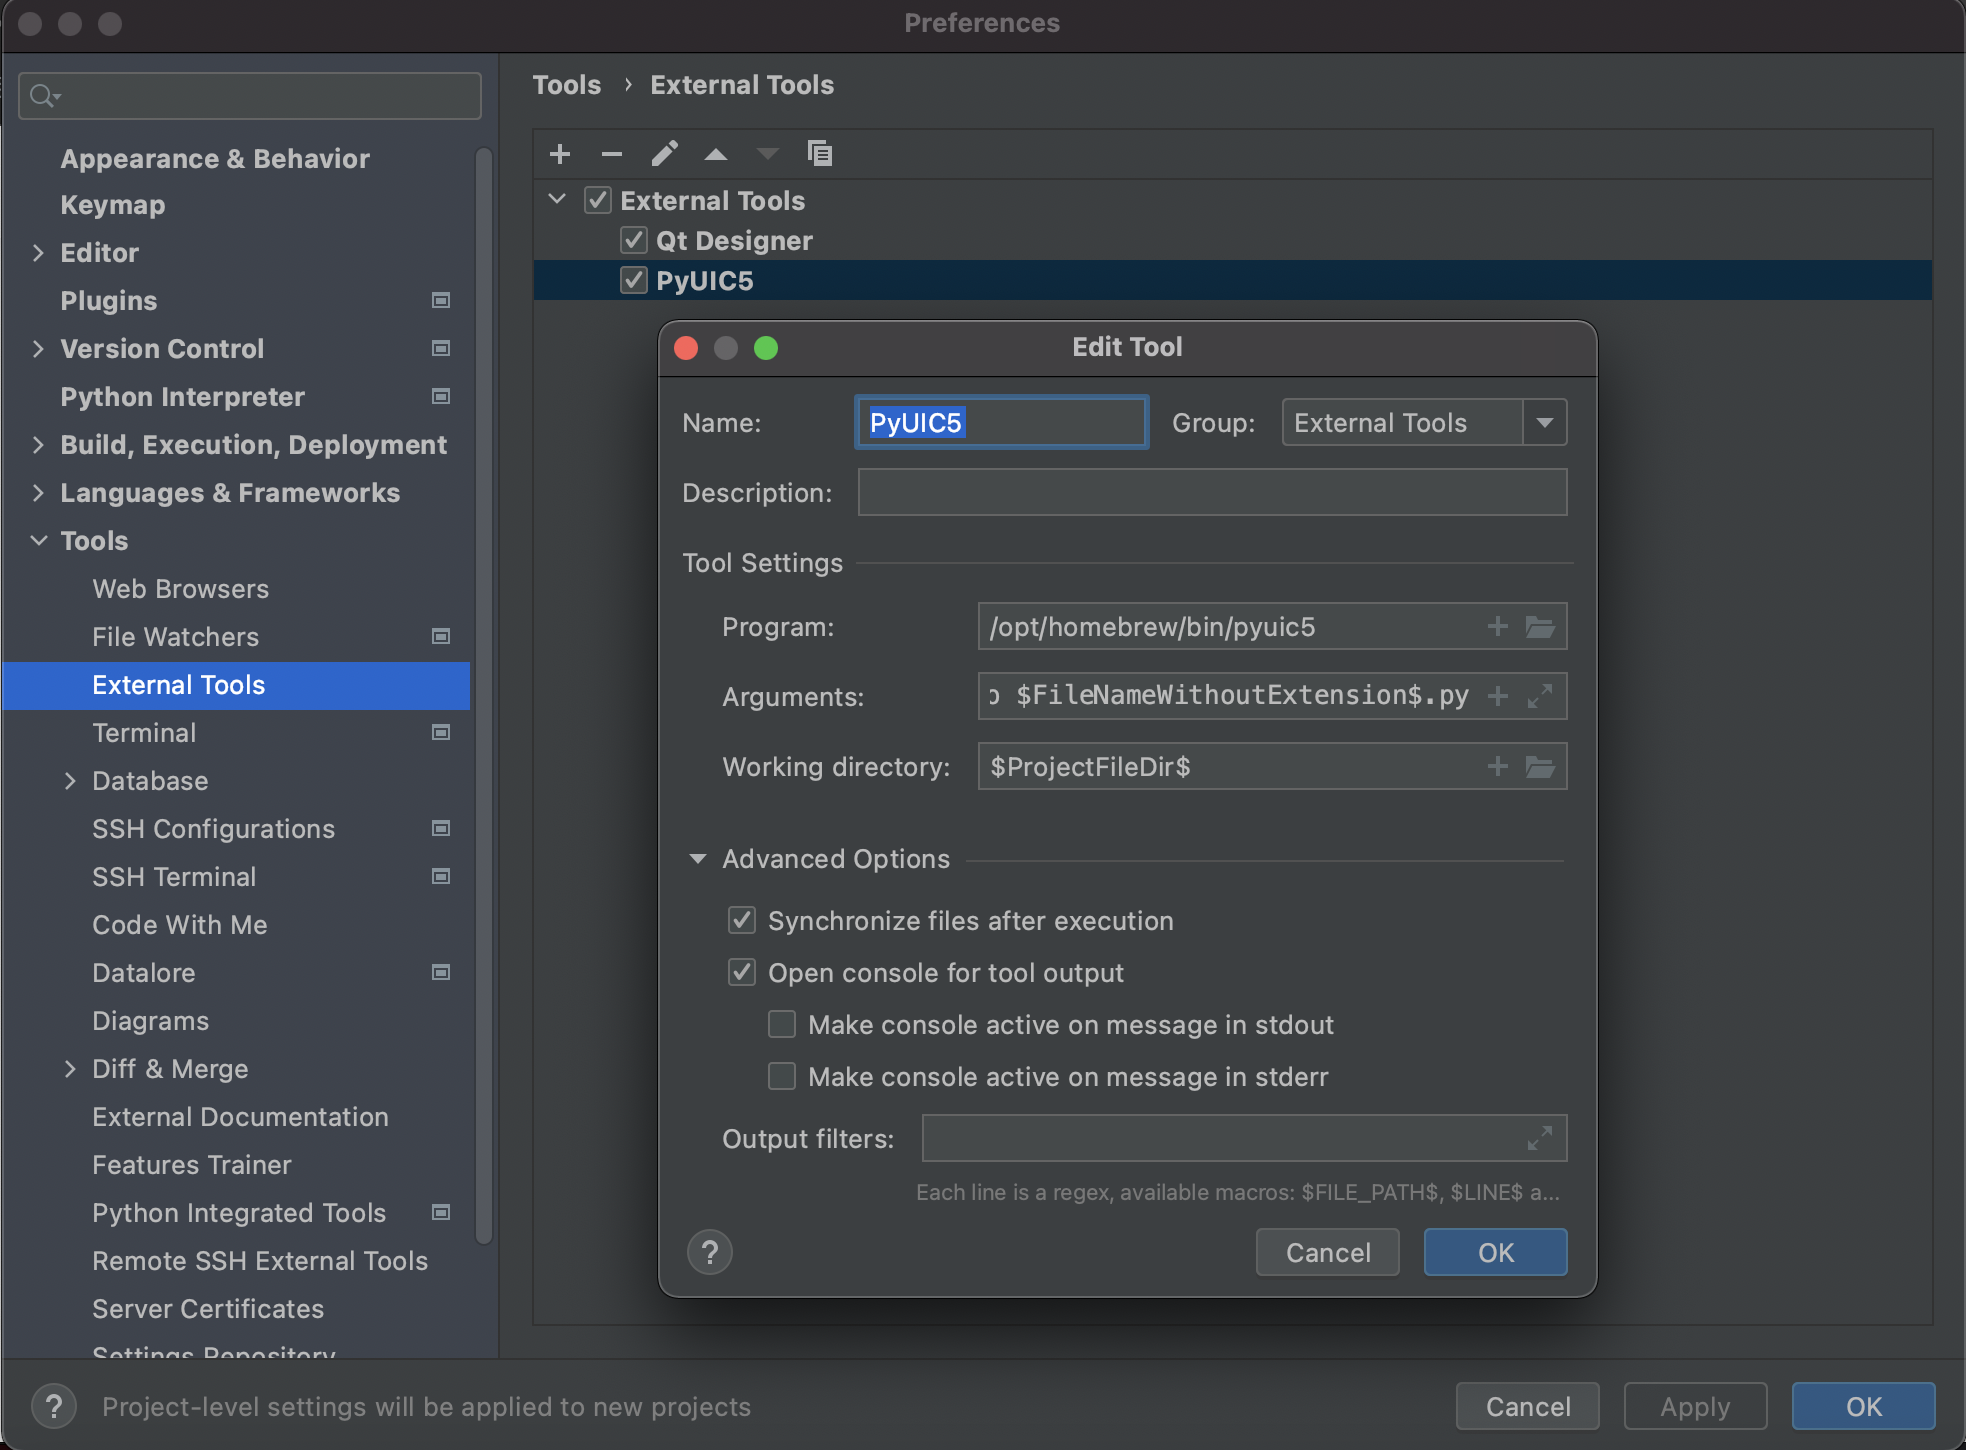 Preferences
Tools › External Tools
Appearance & Behavior
Keymap
Editor
Plugins
Version Control
Python Interpreter
Build, Execution, Deployment
Languages & Frameworks
Tools
Web Browsers
File Watchers
External Tools
Terminal
Database
SSH Configurations
SSH Terminal
Code With Me
Datalore
Diagrams
Diff & Merge
External Documentation
Features Trainer
Python Integrated Tools
Remote SSH External Tools
Server Certificates
Settings Repository
External Tools
Qt Designer
PyUIC5
Edit Tool
Name: PyUIC5 Group: External Tools
Description:
Tool Settings
Program: /opt/homebrew/bin/pyuic5
Arguments: o $FileNameWithoutExtension$.py
Working directory: $ProjectFileDir$
Advanced Options
Synchronize files after execution
Open console for tool output
Make console active on message in stdout
Make console active on message in stderr
Output filters:
Each line is a regex, available macros: $FILE_PATH$, $LINE$ a...
? Cancel OK
? Project-level settings will be applied to new projects
Cancel Apply OK